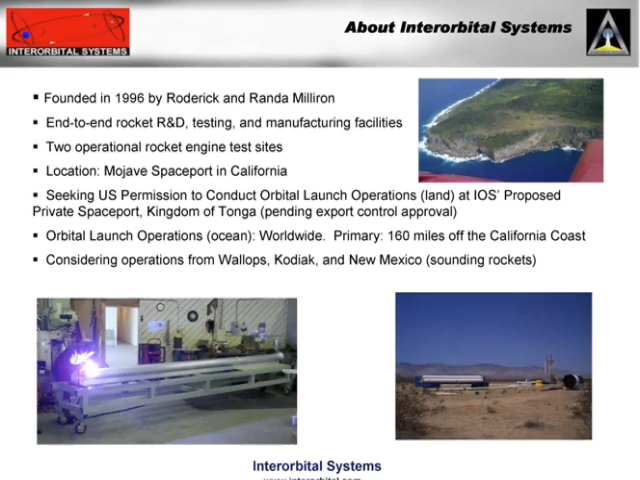 INTERORBITAL SYSTEMS
About Interorbital Systems
▪ Founded in 1996 by Roderick and Randa Milliron
▪ End-to-end rocket R&D, testing, and manufacturing facilities
▪ Two operational rocket engine test sites
▪ Location: Mojave Spaceport in California
▪ Seeking US Permission to Conduct Orbital Launch Operations (land) at IOS' Proposed
Private Spaceport, Kingdom of Tonga (pending export control approval)
▪ Orbital Launch Operations (ocean): Worldwide. Primary: 160 miles off the California Coast
▪ Considering operations from Wallops, Kodiak, and New Mexico (sounding rockets)
Interorbital Systems
www.interorbital.com